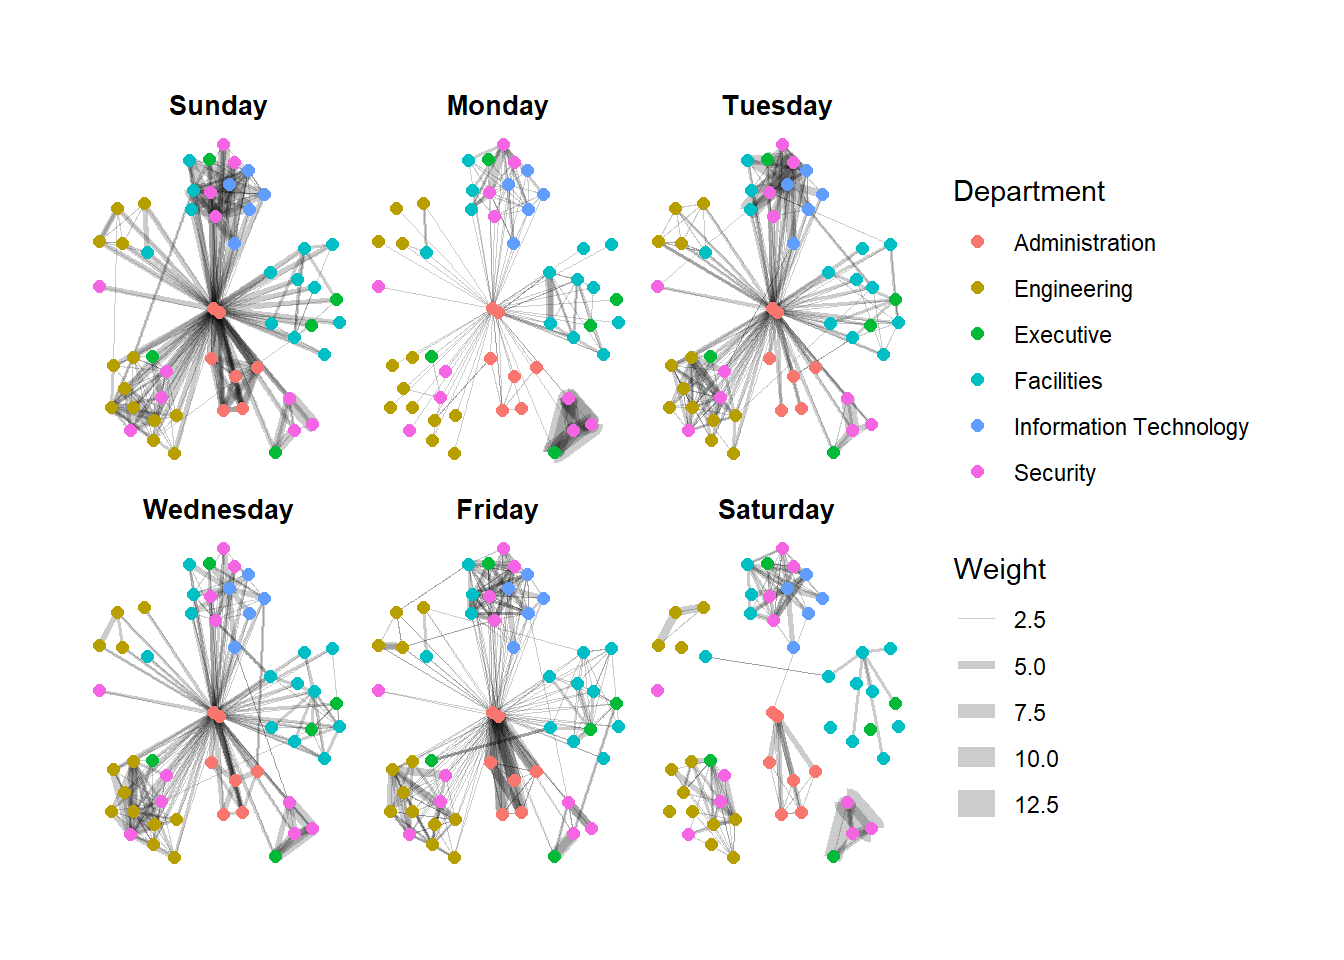 Sunday
Monday
Tuesday
Wednesday
Friday
Saturday
Department
Administration
Engineering
Executive
Facilities
Information Technology
Security
Weight
2.5
5.0
7.5
10.0
12.5